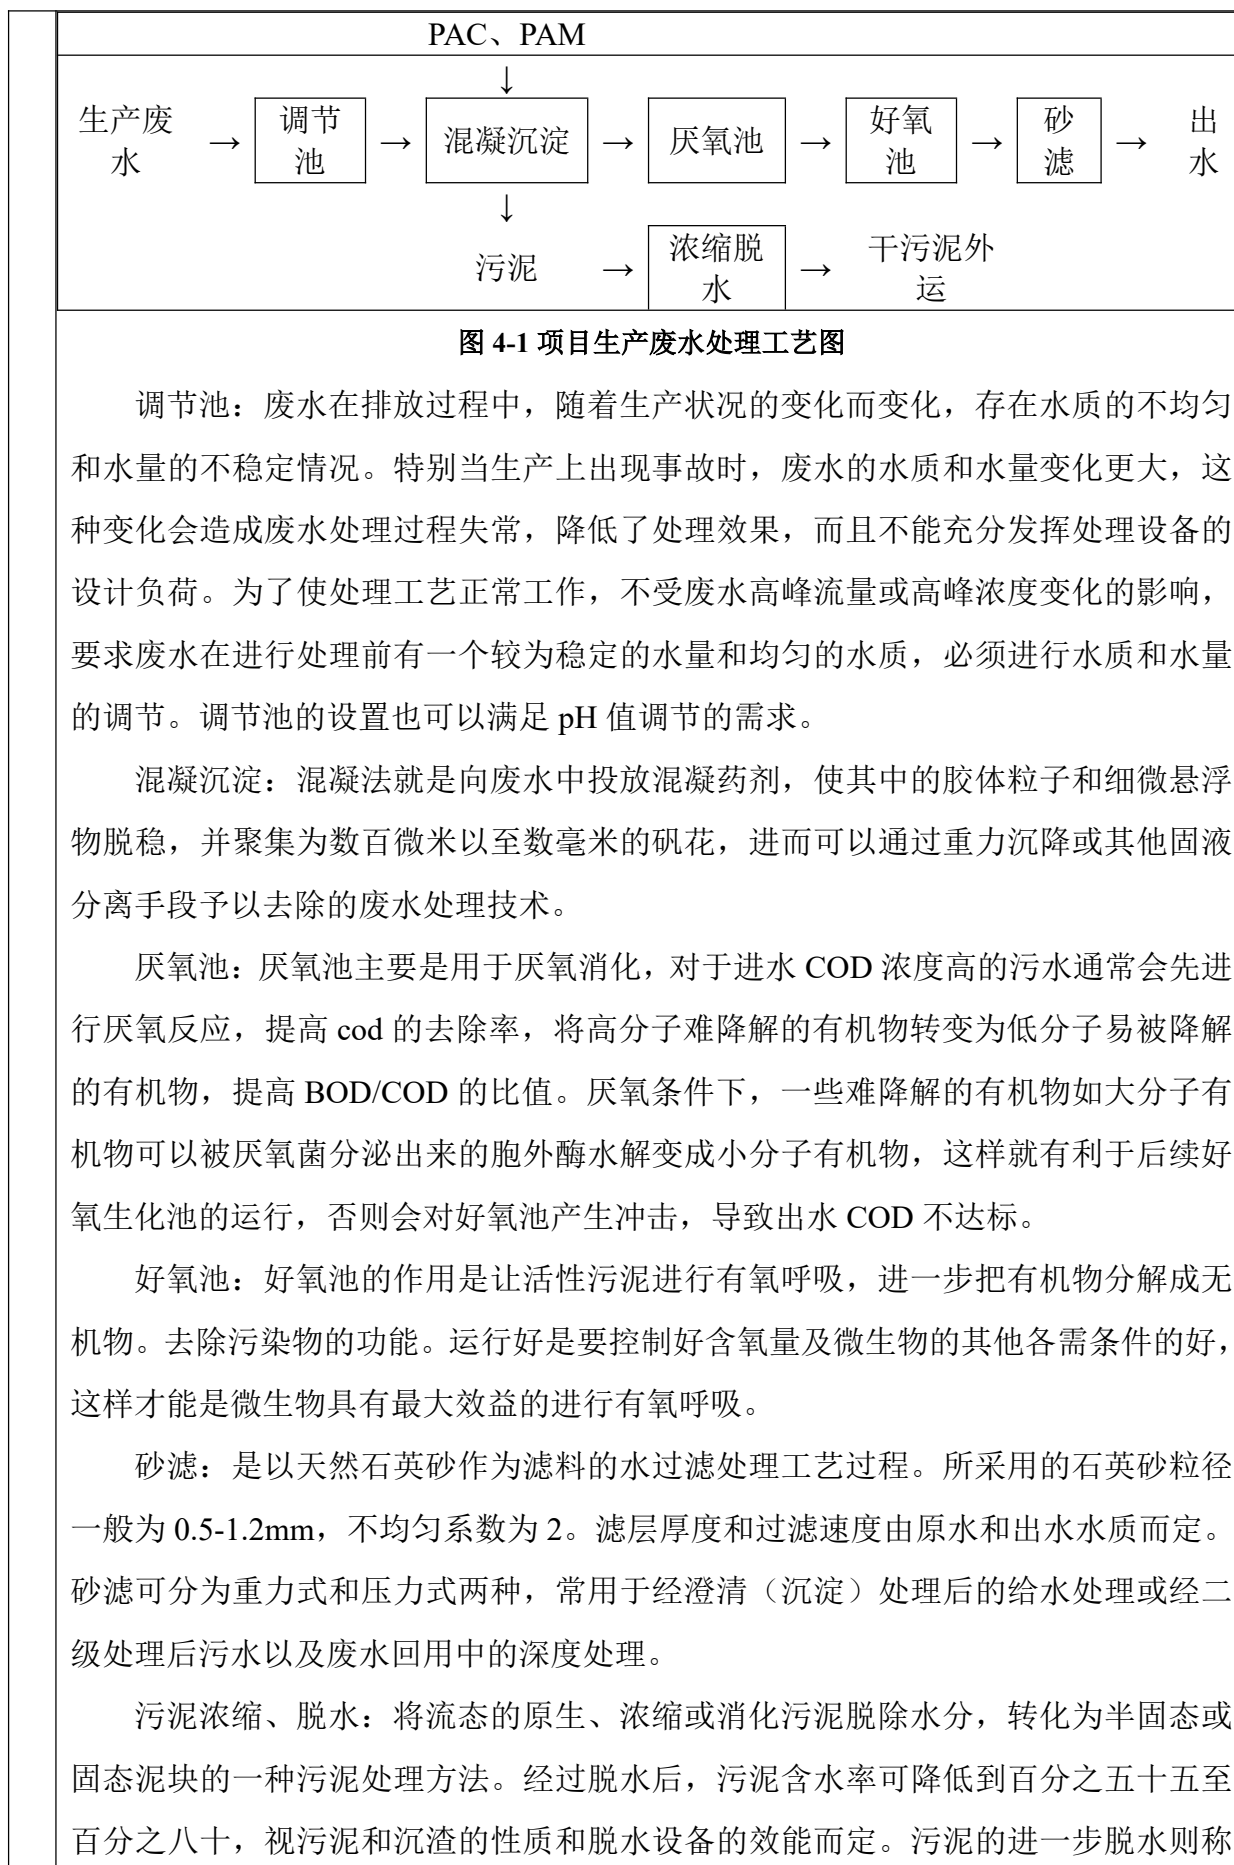 PAC、PAM
↓
生产废水 → 调节池 → 混凝沉淀 → 厌氧池 → 好氧池 → 砂滤 → 出水
↓
污泥 → 浓缩脱水 → 干污泥外运
图 4-1 项目生产废水处理工艺图
调节池：废水在排放过程中，随着生产状况的变化而变化，存在水质的不均匀
和水量的不稳定情况。特别当生产上出现事故时，废水的水质和水量变化更大，这
种变化会造成废水处理过程失常，降低了处理效果，而且不能充分发挥处理设备的
设计负荷。为了使处理工艺正常工作，不受废水高峰流量或高峰浓度变化的影响，
要求废水在进行处理前有一个较为稳定的水量和均匀的水质，必须进行水质和水量
的调节。调节池的设置也可以满足 pH 值调节的需求。
混凝沉淀：混凝法就是向废水中投放混凝药剂，使其中的胶体粒子和细微悬浮
物脱稳，并聚集为数百微米以至数毫米的矾花，进而可以通过重力沉降或其他固液
分离手段予以去除的废水处理技术。
厌氧池：厌氧池主要是用于厌氧消化，对于进水 COD 浓度高的污水通常会先进
行厌氧反应，提高 cod 的去除率，将高分子难降解的有机物转变为低分子易被降解
的有机物，提高 BOD/COD 的比值。厌氧条件下，一些难降解的有机物如大分子有
机物可以被厌氧菌分泌出来的胞外酶水解变成小分子有机物，这样就有利于后续好
氧生化池的运行，否则会对好氧池产生冲击，导致出水 COD 不达标。
好氧池：好氧池的作用是让活性污泥进行有氧呼吸，进一步把有机物分解成无
机物。去除污染物的功能。运行好是要控制好含氧量及微生物的其他各需条件的好，
这样才能是微生物具有最大效益的进行有氧呼吸。
砂滤：是以天然石英砂作为滤料的水过滤处理工艺过程。所采用的石英砂粒径
一般为 0.5-1.2mm，不均匀系数为 2。滤层厚度和过滤速度由原水和出水水质而定。
砂滤可分为重力式和压力式两种，常用于经澄清（沉淀）处理后的给水处理或经二
级处理后污水以及废水回用中的深度处理。
污泥浓缩、脱水：将流态的原生、浓缩或消化污泥脱除水分，转化为半固态或
固态泥块的一种污泥处理方法。经过脱水后，污泥含水率可降低到百分之五十五至
百分之八十，视污泥和沉渣的性质和脱水设备的效能而定。污泥的进一步脱水则称